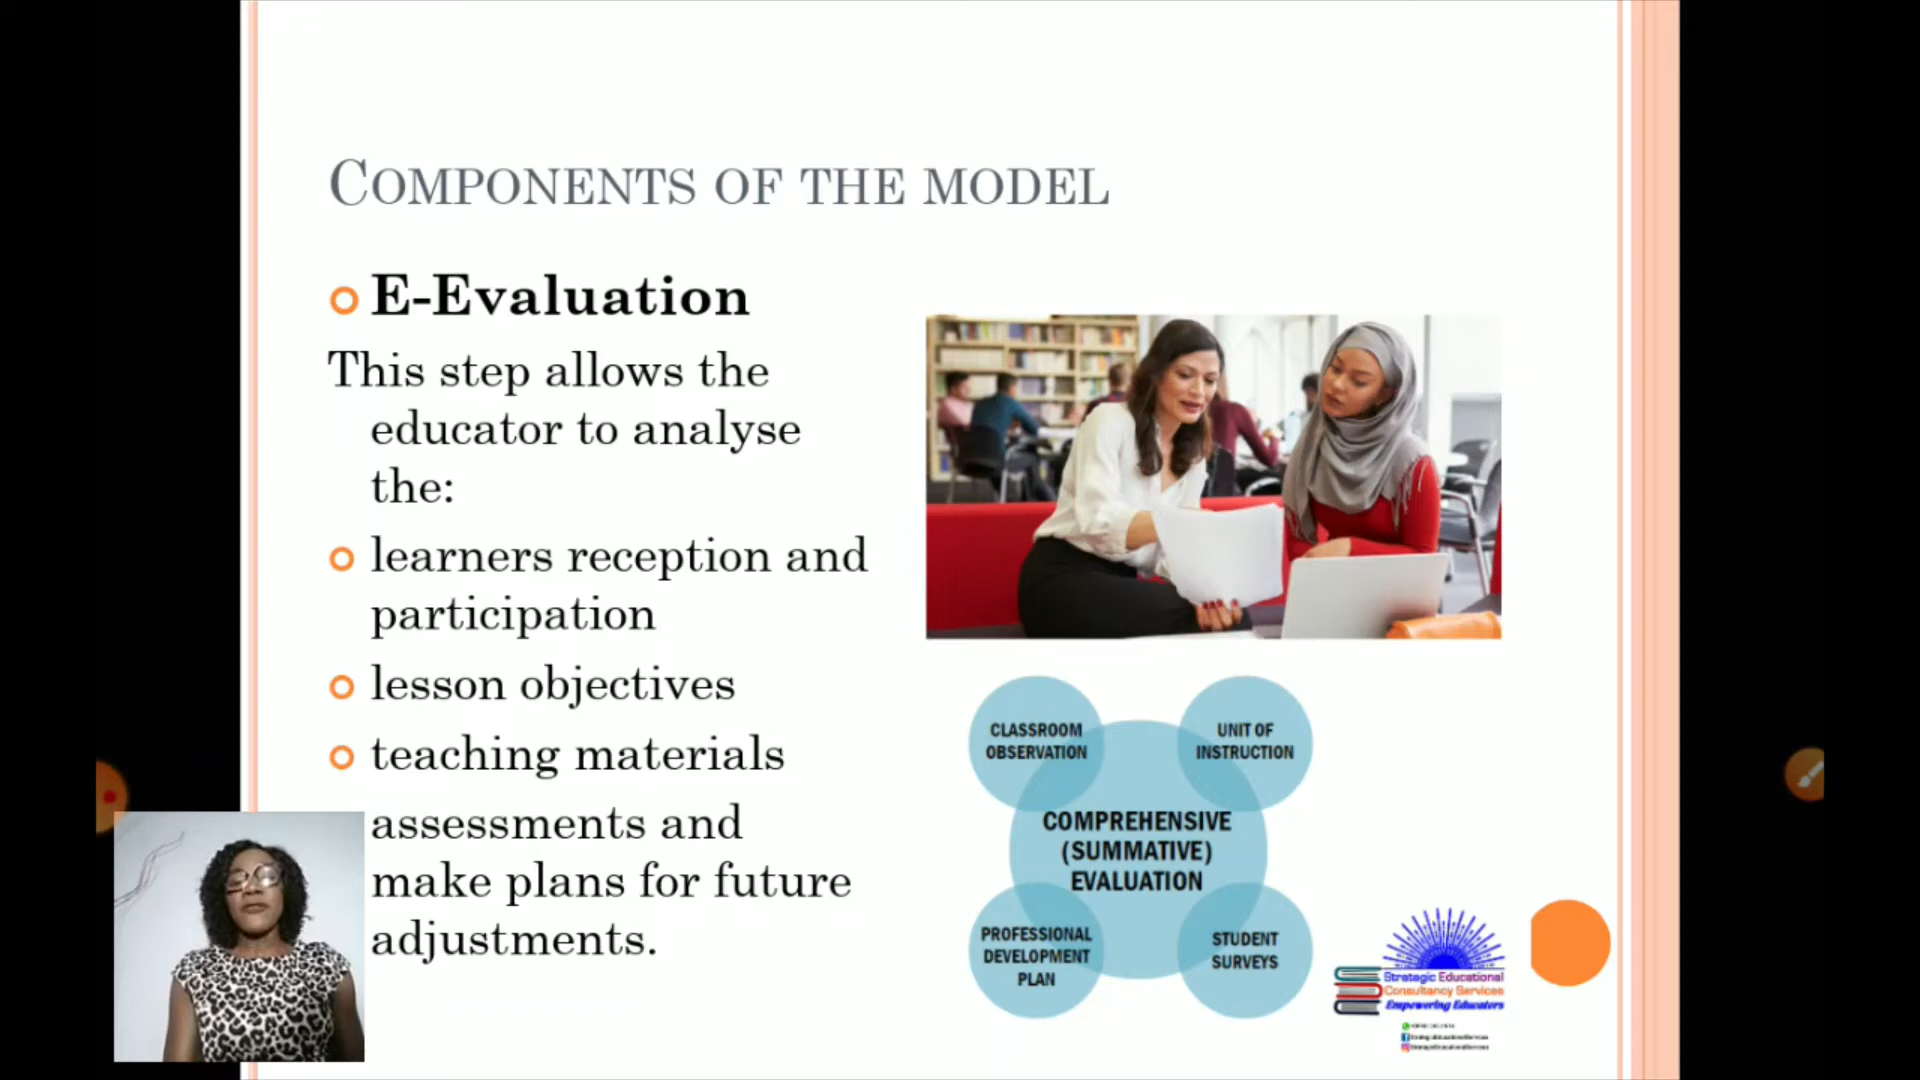 COMPONENTS OF THE MODEL
E-Evaluation
This step allows the
educator to analyse
the:
learners reception and
participation
lesson objectives
teaching materials
assessments and
make plans for future
adjustments.
CLASSROOM
OBSERVATION
UNIT OF
INSTRUCTION
COMPREHENSIVE
(SUMMATIVE)
EVALUATION
PROFESSIONAL
DEVELOPMENT
PLAN
STUDENT
SURVEYS
Strategic Educational
Consultancy Services
Empowering Educators